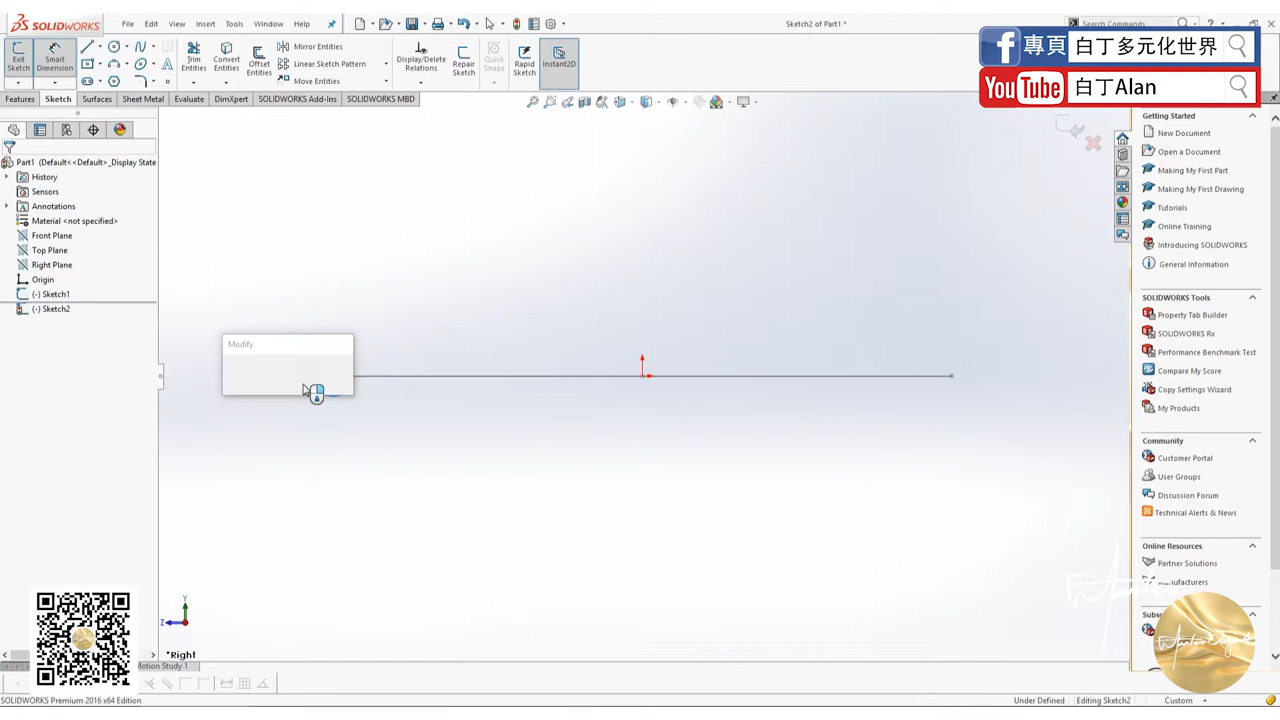 SOLIDWORKS
File
Edit
View
Insert
Tools
Window
Help
Sketch2 of Part1 *
Search Commands
Exit Sketch
Smart Dimension
Trim Entities
Convert Entities
Offset Entities
Mirror Entities
Linear Sketch Pattern
Move Entities
Display/Delete Relations
Repair Sketch
Quick Snaps
Rapid Sketch
Instant2D
專頁 白丁多元化世界
YouTube 白丁Alan
Features
Sketch
Surfaces
Sheet Metal
Evaluate
DimXpert
SOLIDWORKS Add-Ins
SOLIDWORKS MBD
Part1 (Default<<Default>_Display State
History
Sensors
Annotations
Material <not specified>
Front Plane
Top Plane
Right Plane
Origin
(-) Sketch1
(-) Sketch2
Modify
Y
Z
*Right
Getting Started
New Document
Open a Document
Making My First Part
Making My First Drawing
Tutorials
Online Training
Introducing SOLIDWORKS
General Information
SOLIDWORKS Tools
Property Tab Builder
SOLIDWORKS Rx
Performance Benchmark Test
Compare My Score
Copy Settings Wizard
My Products
Community
Customer Portal
User Groups
Discussion Forum
Technical Alerts & News
Online Resources
Partner Solutions
Manufacturers
Motion Study 1
SOLIDWORKS Premium 2016 x64 Edition
Under Defined
Editing Sketch2
Custom